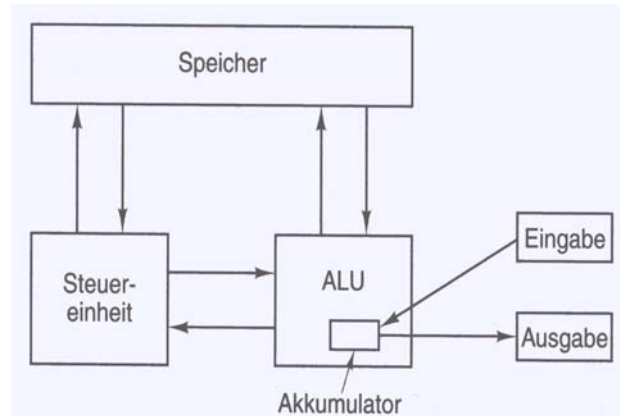 Speicher
Steuer-
einheit
ALU
Eingabe
Ausgabe
Akkumulator